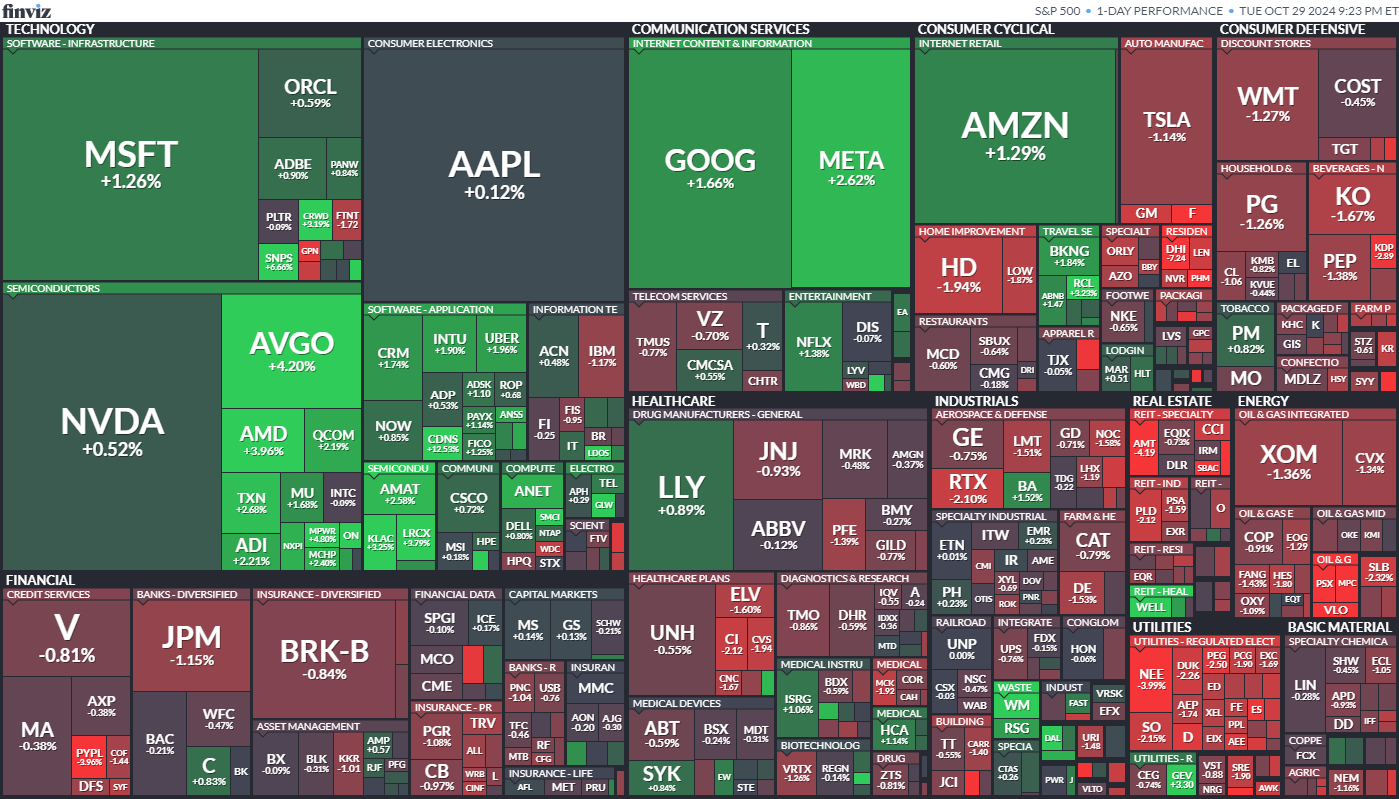 finviz
S&P 500 • 1-DAY PERFORMANCE • TUE OCT 29 2024 9:23 PM ET
TECHNOLOGY
SOFTWARE - INFRASTRUCTURE
MSFT
+1.26%
ORCL
+0.59%
ADBE
+0.90%
PANW
+0.84%
PLTR
-0.09%
CRWD
+3.19%
FTNT
-1.72
SNPS
+6.66%
GPN
CONSUMER ELECTRONICS
AAPL
+0.12%
SEMICONDUCTORS
NVDA
+0.52%
AVGO
+4.20%
AMD
+3.96%
QCOM
+2.19%
TXN
+2.68%
MU
+1.68%
INTC
-0.09%
ADI
+2.21%
NXPI
MPWR
+4.80%
ON
MCHP
+2.40%
SOFTWARE - APPLICATION
CRM
+1.74%
INTU
+1.90%
UBER
+1.96%
ADP
+0.53%
ADSK
+1.10
ROP
+0.68
NOW
+0.85%
PAYX
+1.14%
ANSS
CDNS
+12.53%
FICO
+1.25%
INFORMATION TE
ACN
+0.48%
IBM
-1.17%
FI
-0.25
FIS
-0.95
IT
BR
LDOS
SEMICONDU
AMAT
+2.58%
KLAC
+3.25%
LRCX
+3.79%
COMMUNI
CSCO
+0.72%
MSI
+0.18%
HPE
COMPUTE
ANET
DELL
+0.80%
SMCI
NTAP
WDC
HPQ
STX
ELECTRO
APH
+0.29
TEL
GLW
SCIENT
FTV
COMMUNICATION SERVICES
INTERNET CONTENT & INFORMATION
GOOG
+1.66%
META
+2.62%
TELECOM SERVICES
TMUS
-0.77%
VZ
-0.70%
CMCSA
+0.55%
T
+0.32%
CHTR
ENTERTAINMENT
NFLX
+1.38%
DIS
-0.07%
LYV
WBD
EA
CONSUMER CYCLICAL
INTERNET RETAIL
AMZN
+1.29%
AUTO MANUFAC
TSLA
-1.14%
GM
F
HOME IMPROVEMENT
HD
-1.94%
LOW
-1.87%
TRAVEL SE
BKNG
+1.84%
ABNB
+1.47
RCL
+3.23%
SPECIALT
ORLY
AZO
BBY
RESIDEN
DHI
-7.24
LEN
NVR
PHM
RESTAURANTS
MCD
-0.60%
SBUX
-0.64%
CMG
-0.18%
DRI
APPAREL R
TJX
-0.05%
FOOTWE
NKE
-0.65%
PACKAGI
LODGIN
MAR
+0.51
HLT
LVS
GPC
CONSUMER DEFENSIVE
DISCOUNT STORES
WMT
-1.27%
COST
-0.45%
TGT
HOUSEHOLD &
PG
-1.26%
CL
-1.06
KMB
-0.82%
EL
KVUE
-0.44%
BEVERAGES - N
KO
-1.67%
PEP
-1.38%
KDP
-2.89
TOBACCO
PM
+0.82%
MO
PACKAGED F
KHC
K
GIS
CONFECTIO
MDLZ
HSY
FARM P
STZ
-0.61
KR
SYY
HEALTHCARE
DRUG MANUFACTURERS - GENERAL
LLY
+0.89%
JNJ
-0.93%
MRK
-0.48%
AMGN
-0.37%
ABBV
-0.12%
PFE
-1.39%
BMY
-0.27%
GILD
-0.77%
HEALTHCARE PLANS
UNH
-0.55%
ELV
-1.60%
CI
-2.12
CVS
-1.94
CNC
-1.67
DIAGNOSTICS & RESEARCH
TMO
-0.86%
DHR
-0.59%
IQV
-0.55
A
-0.24
IDXX
-0.36
MTD
MEDICAL DEVICES
ABT
-0.59%
BSX
-0.24%
MDT
-0.31%
SYK
+0.84%
EW
STE
MEDICAL INSTRU
ISRG
+1.06%
BDX
-0.59%
MEDICAL
MCK
-1.92
COR
CAH
MEDICAL
HCA
+1.14%
BIOTECHNOLOG
VRTX
-1.26%
REGN
-0.14%
DRUG
ZTS
-0.81%
INDUSTRIALS
AEROSPACE & DEFENSE
GE
-0.75%
LMT
-1.51%
GD
-0.71%
NOC
-1.58%
RTX
-2.10%
BA
+1.52%
TDG
-0.22
LHX
-1.19
SPECIALTY INDUSTRIAL
ETN
+0.01%
ITW
EMR
+0.23%
CMI
IR
AME
PH
+0.23%
XYL
-0.69
DOV
OTIS
ROK
PNR
FARM & HE
CAT
-0.79%
DE
-1.53%
RAILROAD
UNP
0.00%
CSX
-0.03
NSC
-0.47%
WAB
INTEGRATE
UPS
-0.76%
FDX
-0.15%
CONGLOM
HON
-0.06%
WASTE
WM
RSG
INDUST
FAST
VRSK
EFX
BUILDING
TT
-0.55%
CARR
-1.40
JCI
SPECIA
CTAS
+0.26
DAL
URI
-1.48
PWR
J
VLTO
REAL ESTATE
REIT - SPECIALTY
AMT
-4.19
EQIX
-0.73%
CCI
DLR
IRM
SBAC
REIT - IND
PLD
-2.12
PSA
-1.59
EXR
REIT -
O
REIT - RESI
EQR
REIT - HEAL
WELL
ENERGY
OIL & GAS INTEGRATED
XOM
-1.36%
CVX
-1.34%
OIL & GAS E
COP
-0.91%
EOG
-1.29
FANG
-1.43%
HES
-1.80
OXY
-1.09%
EQT
OIL & GAS MID
OKE
KMI
OIL & G
PSX
MPC
VLO
SLB
-2.32%
UTILITIES
UTILITIES - REGULATED ELECT
NEE
-3.99%
DUK
-2.26
PEG
-2.50
PCG
-1.90
EXC
-1.69
SO
-2.15%
AEP
-1.74
D
ED
XEL
FE
ES
PPL
EIX
AEE
UTILITIES - R
CEG
-0.74%
GEV
+3.30
VST
-0.88
NRG
SRE
-1.90
AWK
BASIC MATERIAL
SPECIALTY CHEMICA
LIN
-0.28%
SHW
-0.45%
ECL
-1.05
APD
-0.93%
DD
IFF
COPPE
FCX
AGRIC
NEM
-1.16%
FINANCIAL
CREDIT SERVICES
V
-0.81%
MA
-0.38%
AXP
-0.38%
PYPL
-3.96%
COF
-1.44
DFS
SYF
BANKS - DIVERSIFIED
JPM
-1.15%
BAC
-0.21%
WFC
-0.47%
C
+0.83%
BK
INSURANCE - DIVERSIFIED
BRK-B
-0.84%
ASSET MANAGEMENT
BX
-0.09%
BLK
-0.31%
KKR
-1.01
AMP
+0.57
RJF
PFG
FINANCIAL DATA
SPGI
-0.10%
ICE
+0.17%
MCO
CME
INSURANCE - PR
PGR
-1.08%
TRV
ALL
CB
-0.97%
WRB
L
CINF
CAPITAL MARKETS
MS
+0.14%
GS
+0.13%
SCHW
-0.21%
BANKS - R
PNC
-1.04
USB
-0.76
TFC
-0.46
RF
MTB
CFG
INSURAN
MMC
AON
-0.20
AJG
-0.30
INSURANCE - LIFE
AFL
MET
PRU